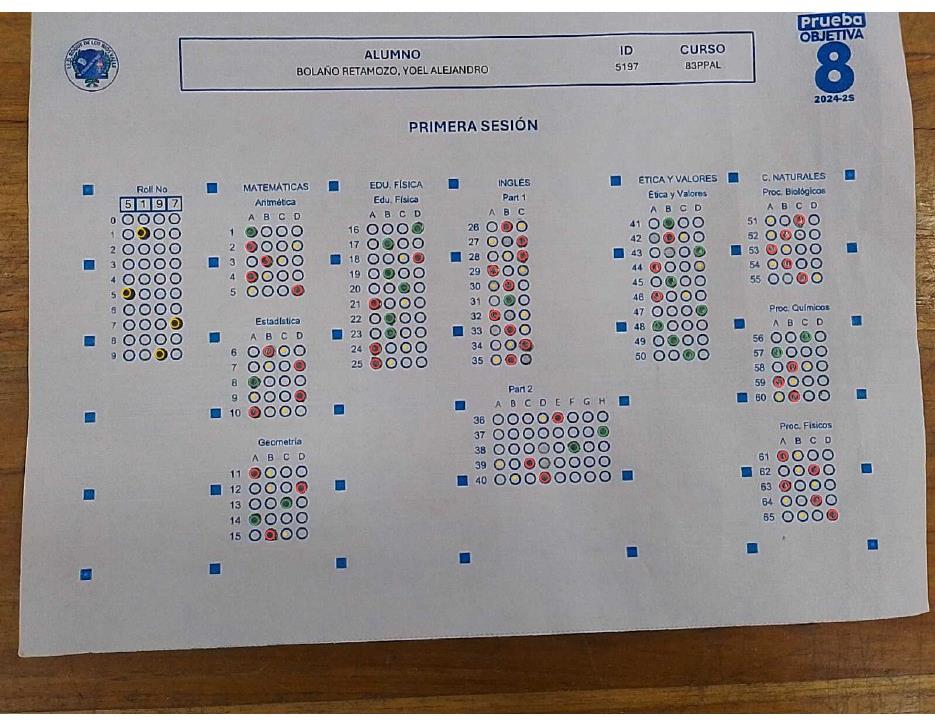 Prueba
OBJETIVA
8
2024-2S
ALUMNO ID CURSO
BOLAÑO RETAMOZO, YOEL ALEJANDRO 5197 83PPAL
PRIMERA SESIÓN
Roll No
5 1 9 7
0
1
2
3
4
5
6
7
8
9
MATEMÁTICAS
Aritmética
A B C D
1
2
3
4
5
Estadística
A B C D
6
7
8
9
10
Geometría
A B C D
11
12
13
14
15
EDU. FÍSICA
Edu. Física
A B C D
16
17
18
19
20
21
22
23
24
25
INGLÉS
Part 1
A B C
26
27
28
29
30
31
32
33
34
35
Part 2
A B C D E F G H
36
37
38
39
40
ÉTICA Y VALORES
Ética y Valores
A B C D
41
42
43
44
45
46
47
48
49
50
C. NATURALES
Proc. Biológicos
A B C D
51
52
53
54
55
Proc. Químicos
A B C D
56
57
58
59
60
Proc. Físicos
A B C D
61
62
63
64
65